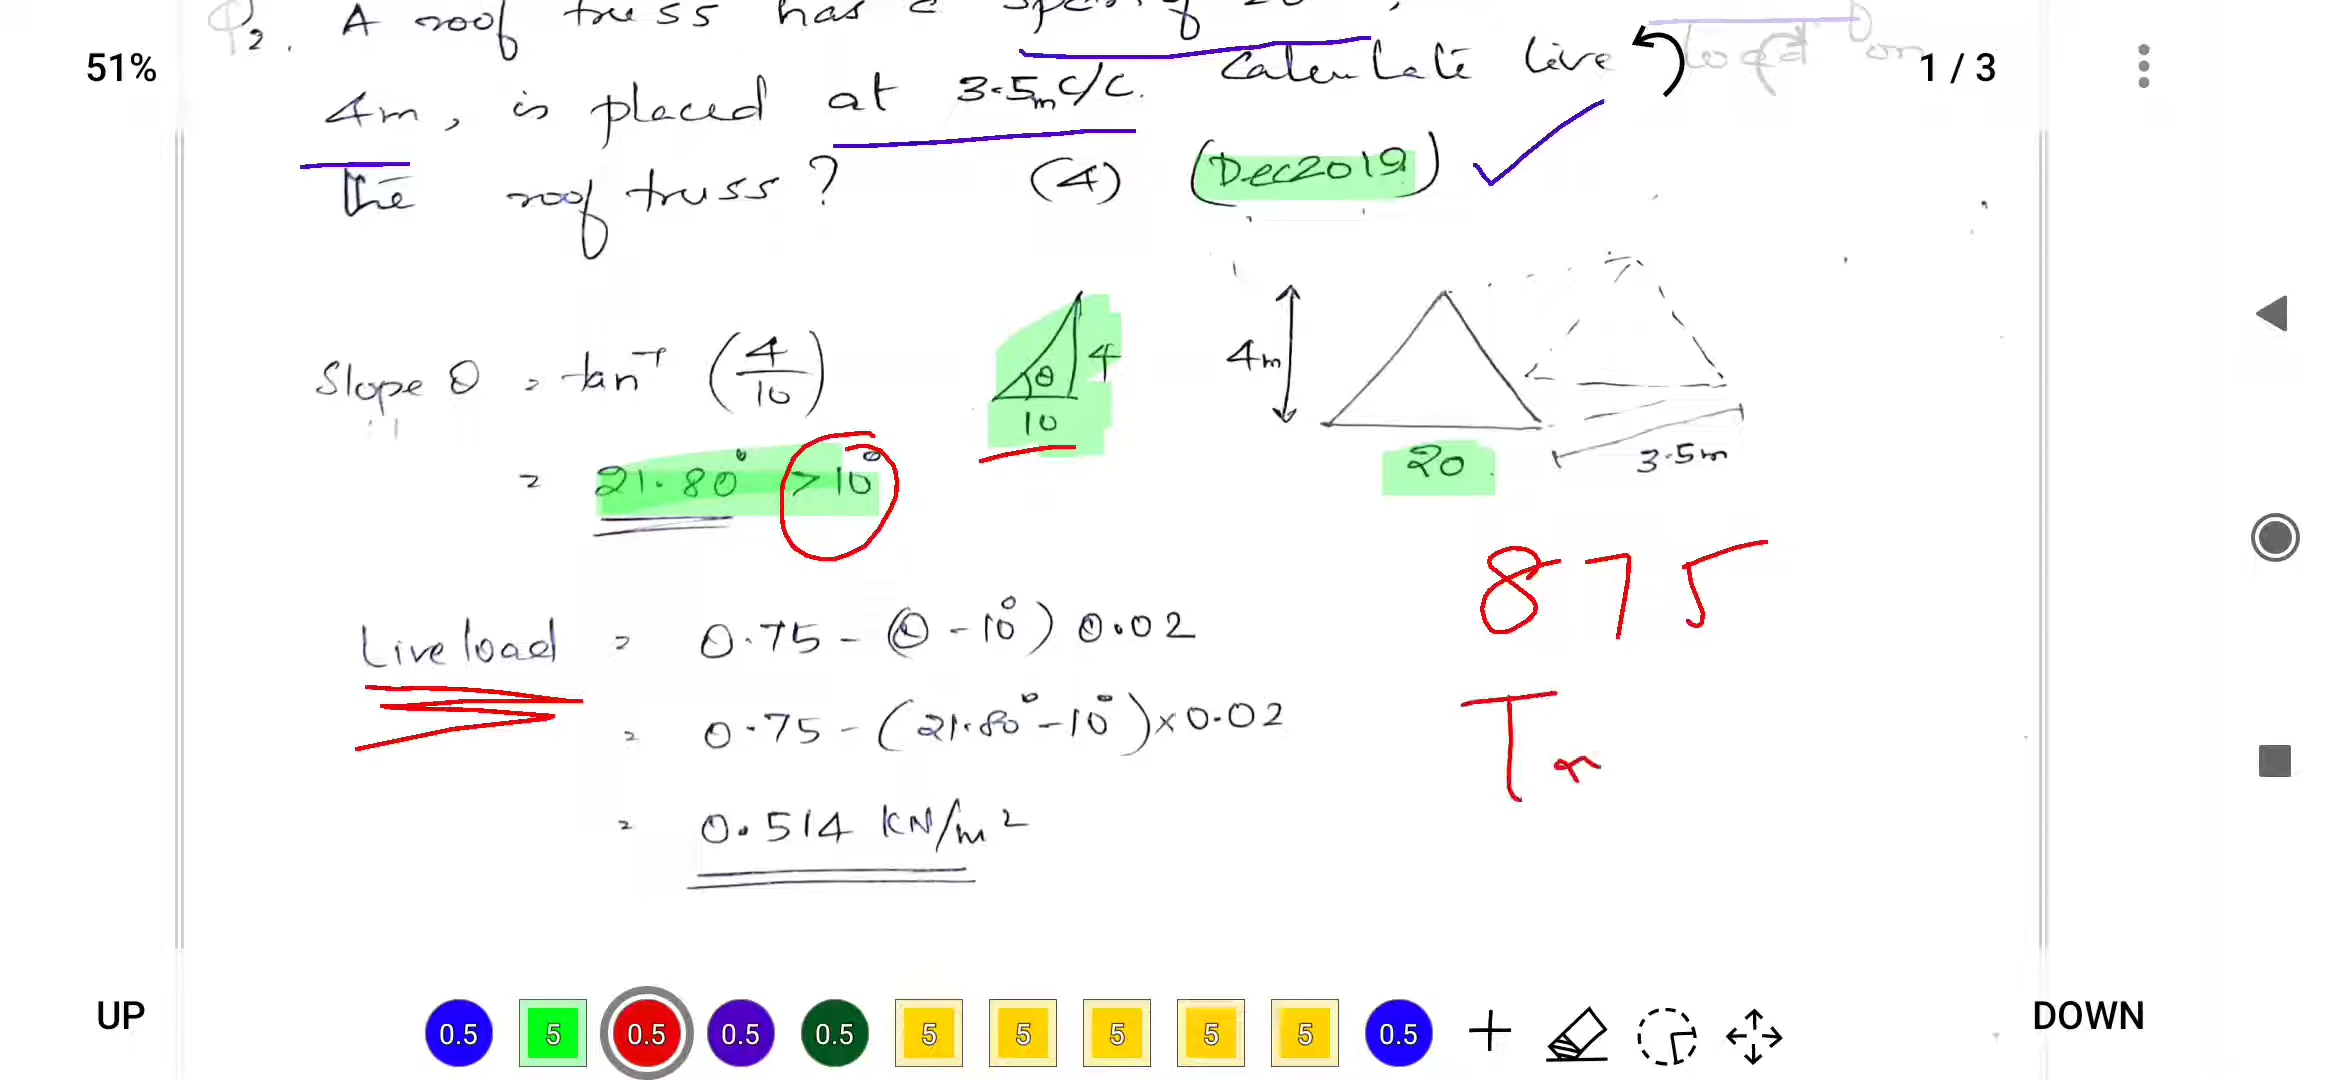 Q2. A roof truss has a span of 20
51% 4m, is placed at 3.5m c/c. Calculate live load on 1 / 3
the roof truss? (4) (Dec2019)
Slope θ = tan⁻¹ (4/10) θ 4 10 4m 20 3.5m
= 21.80° >10°
875
Live load = 0.75 - (θ - 10°) 0.02
= 0.75 - (21.80° - 10°) × 0.02
T
= 0.514 KN/m²
UP 0.5 5 0.5 0.5 0.5 5 5 5 5 5 0.5 DOWN